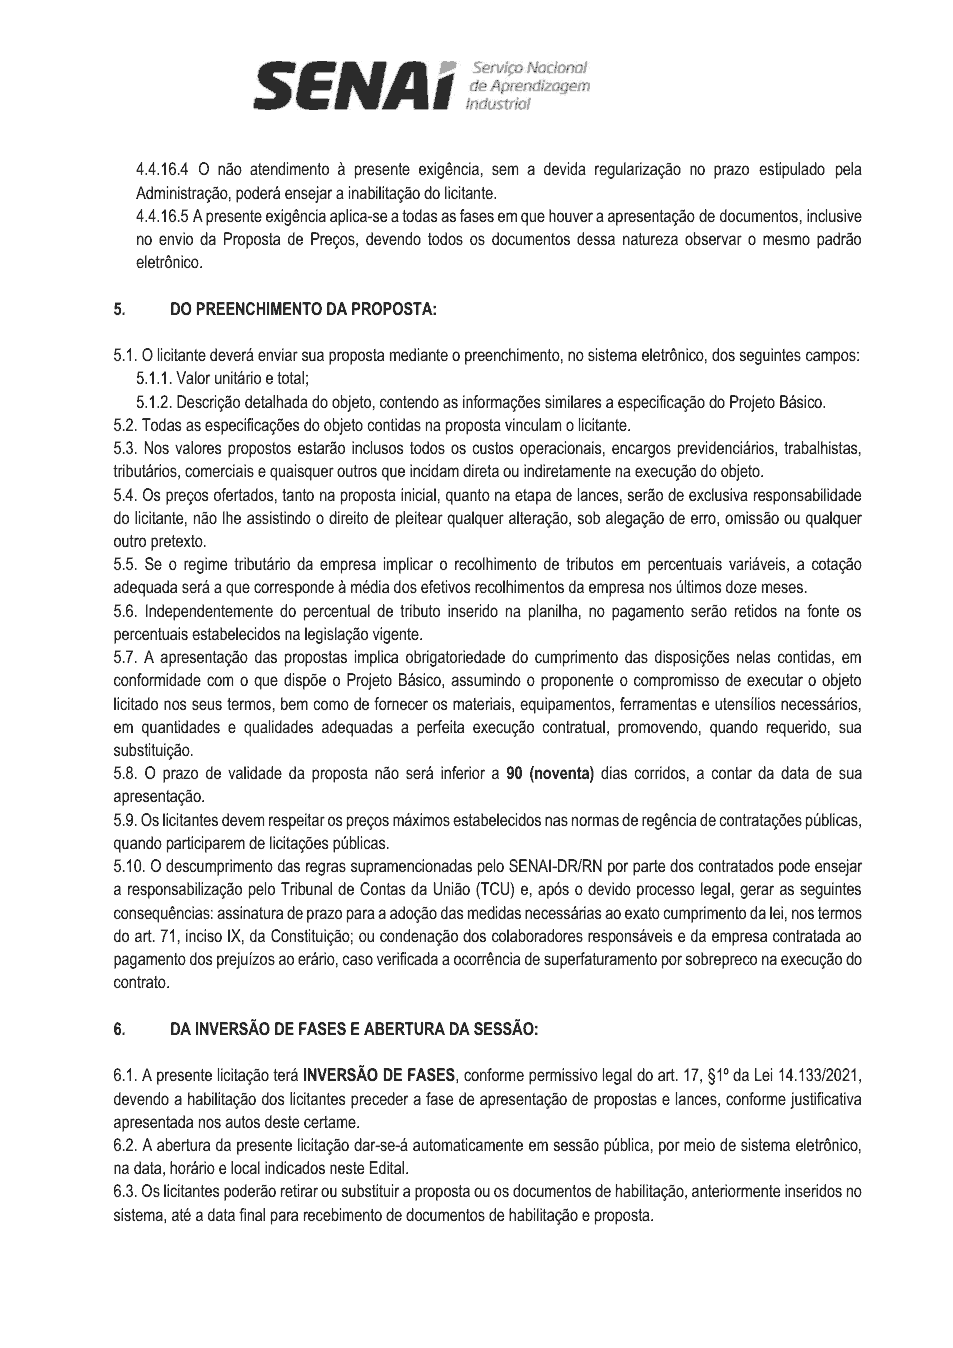 SENAI Serviço Nacional
de Aprendizagem
Industrial
4.4.16.4 O não atendimento à presente exigência, sem a devida regularização no prazo estipulado pela
Administração, poderá ensejar a inabilitação do licitante.
4.4.16.5 A presente exigência aplica-se a todas as fases em que houver a apresentação de documentos, inclusive
no envio da Proposta de Preços, devendo todos os documentos dessa natureza observar o mesmo padrão
eletrônico.
5. DO PREENCHIMENTO DA PROPOSTA:
5.1. O licitante deverá enviar sua proposta mediante o preenchimento, no sistema eletrônico, dos seguintes campos:
5.1.1. Valor unitário e total;
5.1.2. Descrição detalhada do objeto, contendo as informações similares a especificação do Projeto Básico.
5.2. Todas as especificações do objeto contidas na proposta vinculam o licitante.
5.3. Nos valores propostos estarão inclusos todos os custos operacionais, encargos previdenciários, trabalhistas,
tributários, comerciais e quaisquer outros que incidam direta ou indiretamente na execução do objeto.
5.4. Os preços ofertados, tanto na proposta inicial, quanto na etapa de lances, serão de exclusiva responsabilidade
do licitante, não lhe assistindo o direito de pleitear qualquer alteração, sob alegação de erro, omissão ou qualquer
outro pretexto.
5.5. Se o regime tributário da empresa implicar o recolhimento de tributos em percentuais variáveis, a cotação
adequada será a que corresponde à média dos efetivos recolhimentos da empresa nos últimos doze meses.
5.6. Independentemente do percentual de tributo inserido na planilha, no pagamento serão retidos na fonte os
percentuais estabelecidos na legislação vigente.
5.7. A apresentação das propostas implica obrigatoriedade do cumprimento das disposições nelas contidas, em
conformidade com o que dispõe o Projeto Básico, assumindo o proponente o compromisso de executar o objeto
licitado nos seus termos, bem como de fornecer os materiais, equipamentos, ferramentas e utensílios necessários,
em quantidades e qualidades adequadas a perfeita execução contratual, promovendo, quando requerido, sua
substituição.
5.8. O prazo de validade da proposta não será inferior a 90 (noventa) dias corridos, a contar da data de sua
apresentação.
5.9. Os licitantes devem respeitar os preços máximos estabelecidos nas normas de regência de contratações públicas,
quando participarem de licitações públicas.
5.10. O descumprimento das regras supramencionadas pelo SENAI-DR/RN por parte dos contratados pode ensejar
a responsabilização pelo Tribunal de Contas da União (TCU) e, após o devido processo legal, gerar as seguintes
consequências: assinatura de prazo para a adoção das medidas necessárias ao exato cumprimento da lei, nos termos
do art. 71, inciso IX, da Constituição; ou condenação dos colaboradores responsáveis e da empresa contratada ao
pagamento dos prejuízos ao erário, caso verificada a ocorrência de superfaturamento por sobrepreco na execução do
contrato.
6. DA INVERSÃO DE FASES E ABERTURA DA SESSÃO:
6.1. A presente licitação terá INVERSÃO DE FASES, conforme permissivo legal do art. 17, §1º da Lei 14.133/2021,
devendo a habilitação dos licitantes preceder a fase de apresentação de propostas e lances, conforme justificativa
apresentada nos autos deste certame.
6.2. A abertura da presente licitação dar-se-á automaticamente em sessão pública, por meio de sistema eletrônico,
na data, horário e local indicados neste Edital.
6.3. Os licitantes poderão retirar ou substituir a proposta ou os documentos de habilitação, anteriormente inseridos no
sistema, até a data final para recebimento de documentos de habilitação e proposta.